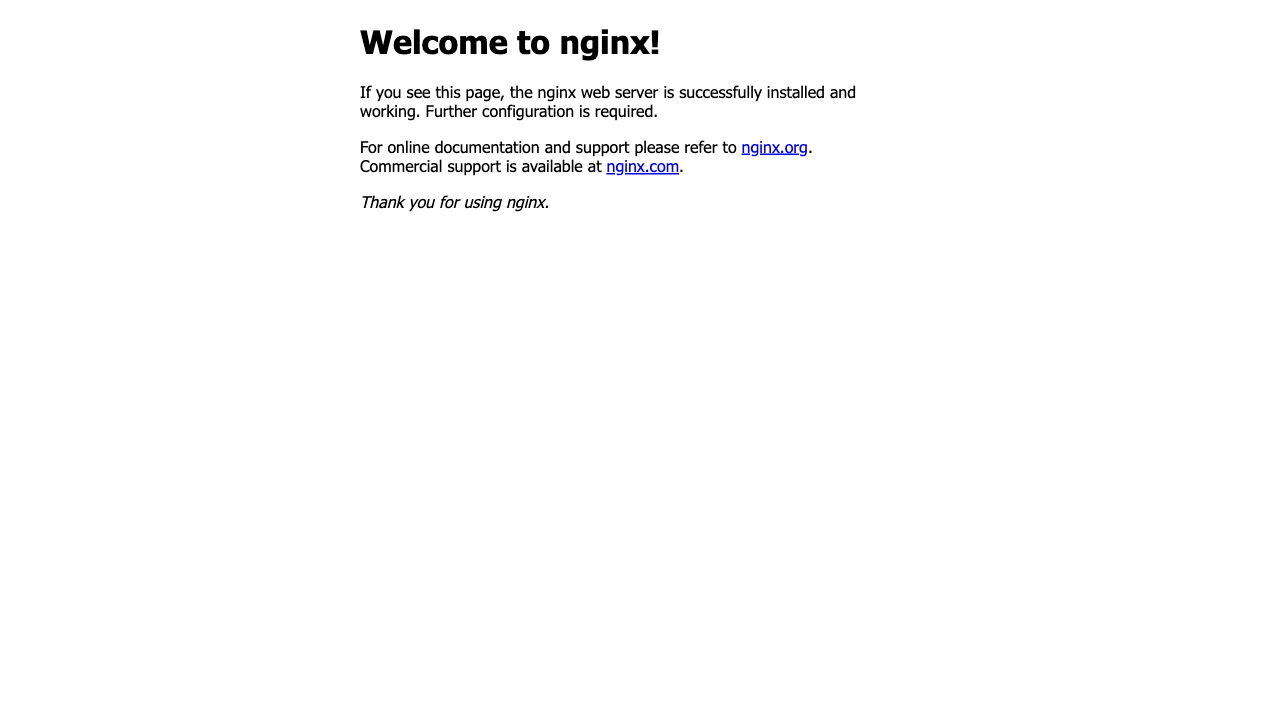 Welcome to nginx!
If you see this page, the nginx web server is successfully installed and
working. Further configuration is required.
For online documentation and support please refer to nginx.org.
Commercial support is available at nginx.com.
Thank you for using nginx.